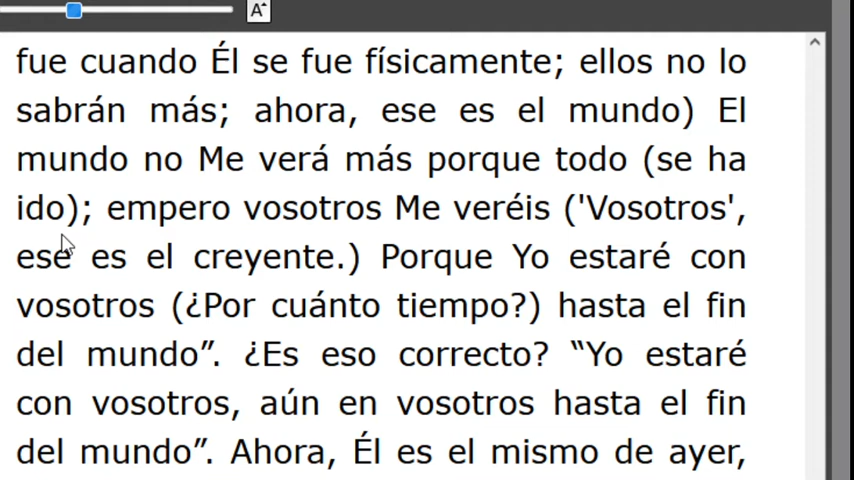 A
fue cuando Él se fue físicamente; ellos no lo
sabrán más; ahora, ese es el mundo) El
mundo no Me verá más porque todo (se ha
ido); empero vosotros Me veréis ('Vosotros',
ese es el creyente.) Porque Yo estaré con
vosotros (¿Por cuánto tiempo?) hasta el fin
del mundo”. ¿Es eso correcto? “Yo estaré
con vosotros, aún en vosotros hasta el fin
del mundo”. Ahora, Él es el mismo de ayer,